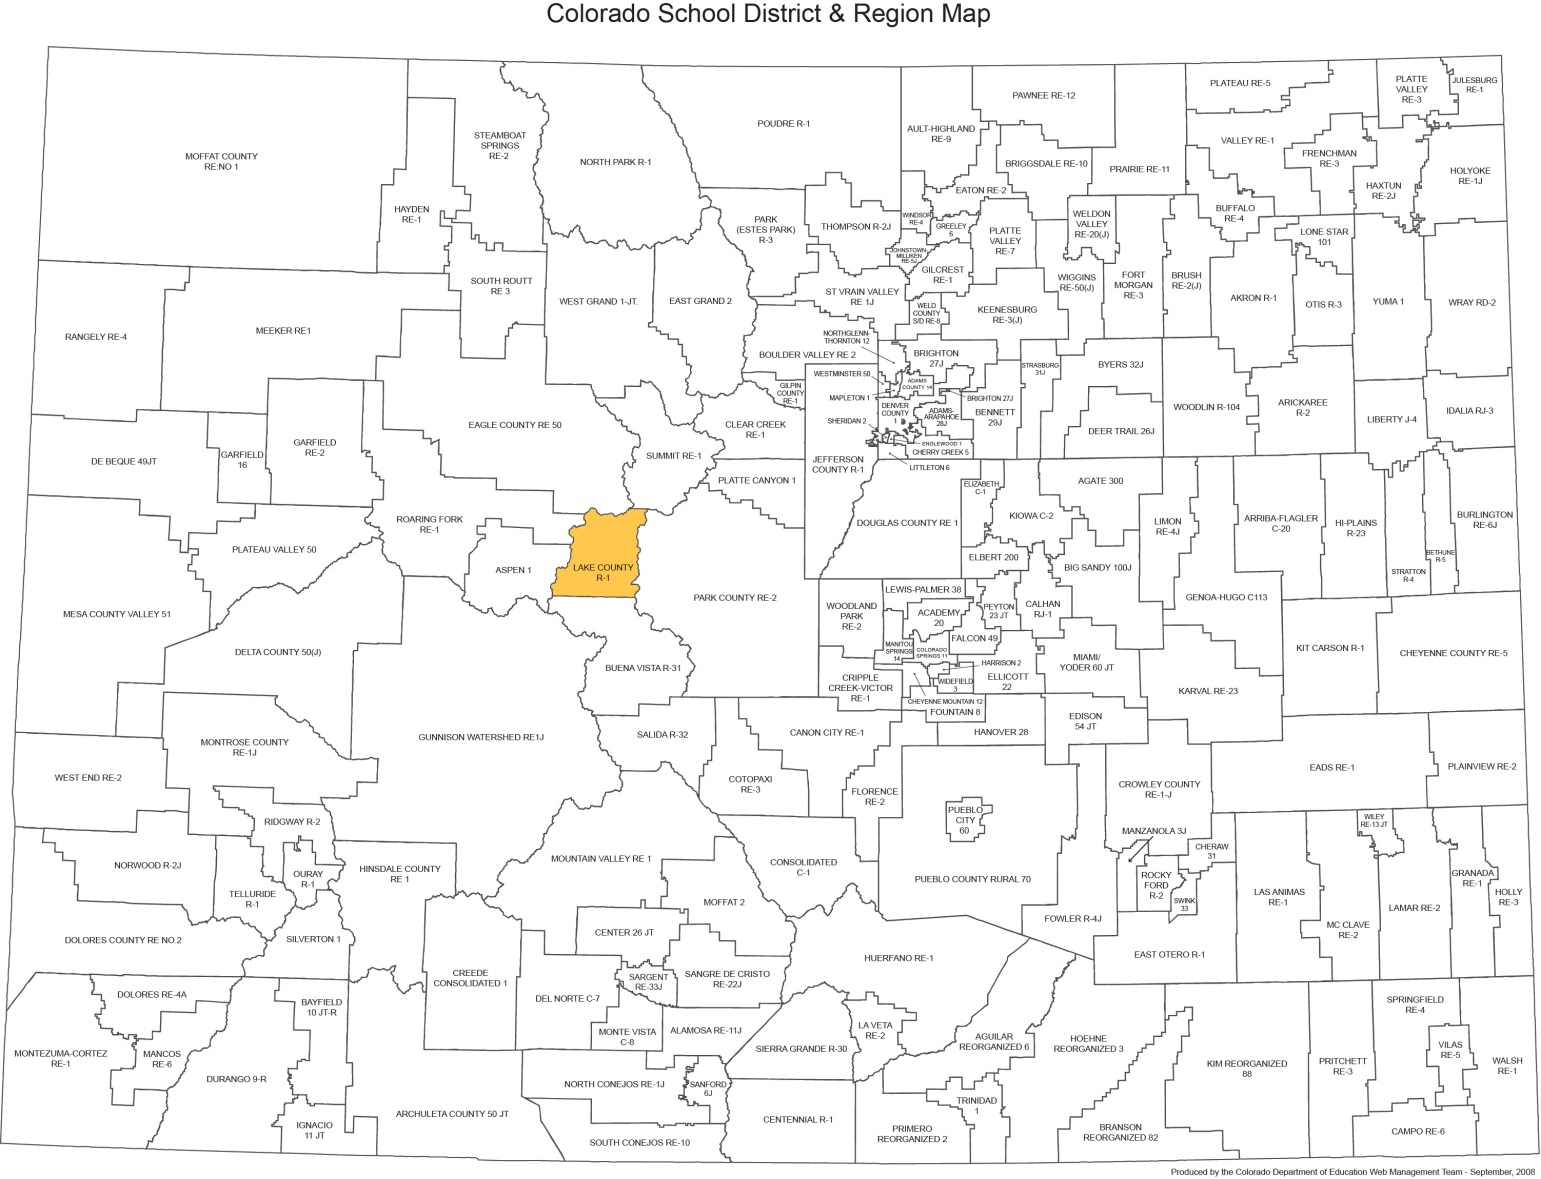 Colorado School District & Region Map
MOFFAT COUNTY
RE:NO 1
HAYDEN
RE-1
STEAMBOAT
SPRINGS
RE-2
NORTH PARK R-1
POUDRE R-1
AULT-HIGHLAND
RE-9
PAWNEE RE-12
BRIGGSDALE RE-10
PRAIRIE RE-11
PLATEAU RE-5
VALLEY RE-1
FRENCHMAN
RE-3
PLATTE
VALLEY
RE-3
JULESBURG
RE-1
HOLYOKE
RE-1J
HAXTUN
RE-2J
BUFFALO
RE-4
LONE STAR
101
EATON RE-2
WINDSOR
RE-4
GREELEY
6
PLATTE
VALLEY
RE-7
WELDON
VALLEY
RE-20(J)
PARK
(ESTES PARK)
R-3
THOMPSON R-2J
JOHNSTOWN-
MILLIKEN
RE-5J
GILCREST
RE-1
SOUTH ROUTT
RE 3
WEST GRAND 1-JT.
EAST GRAND 2
ST VRAIN VALLEY
RE 1J
WELD
COUNTY
S/D RE-8
KEENESBURG
RE-3(J)
WIGGINS
RE-50(J)
FORT
MORGAN
RE-3
BRUSH
RE-2(J)
AKRON R-1
OTIS R-3
YUMA 1
WRAY RD-2
RANGELY RE-4
MEEKER RE1
NORTHGLENN-
THORNTON 12
BOULDER VALLEY RE 2
BRIGHTON
27J
WESTMINSTER 50
ADAMS
COUNTY 14
MAPLETON 1
BRIGHTON 27J
STRASBURG
31J
BYERS 32J
GILPIN
COUNTY
RE-1
DENVER
COUNTY
1
ADAMS-
ARAPAHOE
28J
BENNETT
29J
DEER TRAIL 26J
WOODLIN R-104
ARICKAREE
R-2
LIBERTY J-4
IDALIA RJ-3
SHERIDAN 2
ENGLEWOOD 1
CHERRY CREEK 5
LITTLETON 6
EAGLE COUNTY RE 50
CLEAR CREEK
RE-1
SUMMIT RE-1
JEFFERSON
COUNTY R-1
PLATTE CANYON 1
DE BEQUE 49JT
GARFIELD
16
GARFIELD
RE-2
ROARING FORK
RE-1
PLATEAU VALLEY 50
ASPEN 1
LAKE COUNTY
R-1
PARK COUNTY RE-2
DOUGLAS COUNTY RE 1
ELIZABETH
C-1
KIOWA C-2
AGATE 300
ELBERT 200
BIG SANDY 100J
LIMON
RE-4J
ARRIBA-FLAGLER
C-20
HI-PLAINS
R-23
STRATTON
R-4
BETHUNE
R-5
BURLINGTON
RE-6J
MESA COUNTY VALLEY 51
DELTA COUNTY 50(J)
BUENA VISTA R-31
WOODLAND
PARK
RE-2
LEWIS-PALMER 38
ACADEMY
20
PEYTON
23 JT
CALHAN
RJ-1
GENOA-HUGO C113
FALCON 49
MANITOU
SPRINGS
14
COLORADO
SPRINGS 11
HARRISON 2
WIDEFIELD
3
ELLICOTT
22
MIAMI/
YODER 60 JT
KARVAL RE-23
KIT CARSON R-1
CHEYENNE COUNTY RE-5
CRIPPLE
CREEK-VICTOR
RE-1
CHEYENNE MOUNTAIN 12
FOUNTAIN 8
HANOVER 28
EDISON
54 JT
MONTROSE COUNTY
RE-1J
GUNNISON WATERSHED RE1J
SALIDA R-32
CANON CITY RE-1
COTOPAXI
RE-3
FLORENCE
RE-2
WEST END RE-2
PUEBLO
CITY
60
CROWLEY COUNTY
RE-1-J
EADS RE-1
PLAINVIEW RE-2
RIDGWAY R-2
NORWOOD R-2J
TELLURIDE
R-1
OURAY
R-1
HINSDALE COUNTY
RE 1
MOUNTAIN VALLEY RE 1
CONSOLIDATED
C-1
PUEBLO COUNTY RURAL 70
MANZANOLA 3J
CHERAW
31
ROCKY
FORD
R-2
SWINK
33
FOWLER R-4J
EAST OTERO R-1
LAS ANIMAS
RE-1
WILEY
RE-13 JT
MC CLAVE
RE-2
LAMAR RE-2
GRANADA
RE-1
HOLLY
RE-3
MOFFAT 2
CENTER 26 JT
SILVERTON 1
DOLORES COUNTY RE NO.2
CREEDE
CONSOLIDATED 1
DEL NORTE C-7
SARGENT
RE-33J
SANGRE DE CRISTO
RE-22J
HUERFANO RE-1
DOLORES RE-4A
MONTEZUMA-CORTEZ
RE-1
MANCOS
RE-6
BAYFIELD
10 JT-R
DURANGO 9-R
IGNACIO
11 JT
ARCHULETA COUNTY 50 JT
MONTE VISTA
C-8
ALAMOSA RE-11J
SIERRA GRANDE R-30
LA VETA
RE-2
AGUILAR
REORGANIZED 6
HOEHNE
REORGANIZED 3
KIM REORGANIZED
88
PRITCHETT
RE-3
SPRINGFIELD
RE-4
VILAS
RE-5
WALSH
RE-1
CAMPO RE-6
NORTH CONEJOS RE-1J
SANFORD
6J
SOUTH CONEJOS RE-10
CENTENNIAL R-1
PRIMERO
REORGANIZED 2
TRINIDAD
1
BRANSON
REORGANIZED 82
Produced by the Colorado Department of Education Web Management Team - September, 2008